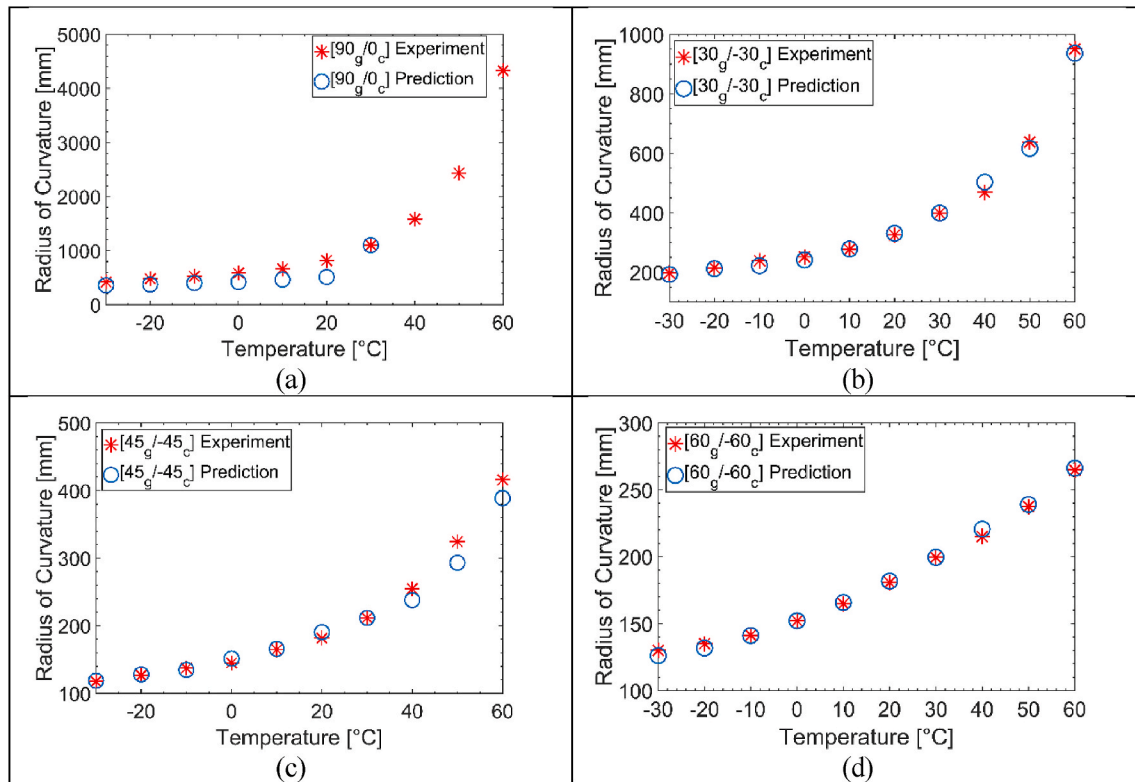 [90g/0c] Experiment
[90g/0c] Prediction
Radius of Curvature [mm]
5000
4000
3000
2000
1000
0
-20 0 20 40 60
Temperature [°C]
(a)
[30g/-30c] Experiment
[30g/-30c] Prediction
Radius of Curvature [mm]
1000
800
600
400
200
-30 -20 -10 0 10 20 30 40 50 60
Temperature [°C]
(b)
[45g/-45c] Experiment
[45g/-45c] Prediction
Radius of Curvature [mm]
500
400
300
200
100
-20 0 20 40 60
Temperature [°C]
(c)
[60g/-60c] Experiment
[60g/-60c] Prediction
Radius of Curvature [mm]
300
250
200
150
100
-30 -20 -10 0 10 20 30 40 50 60
Temperature [°C]
(d)